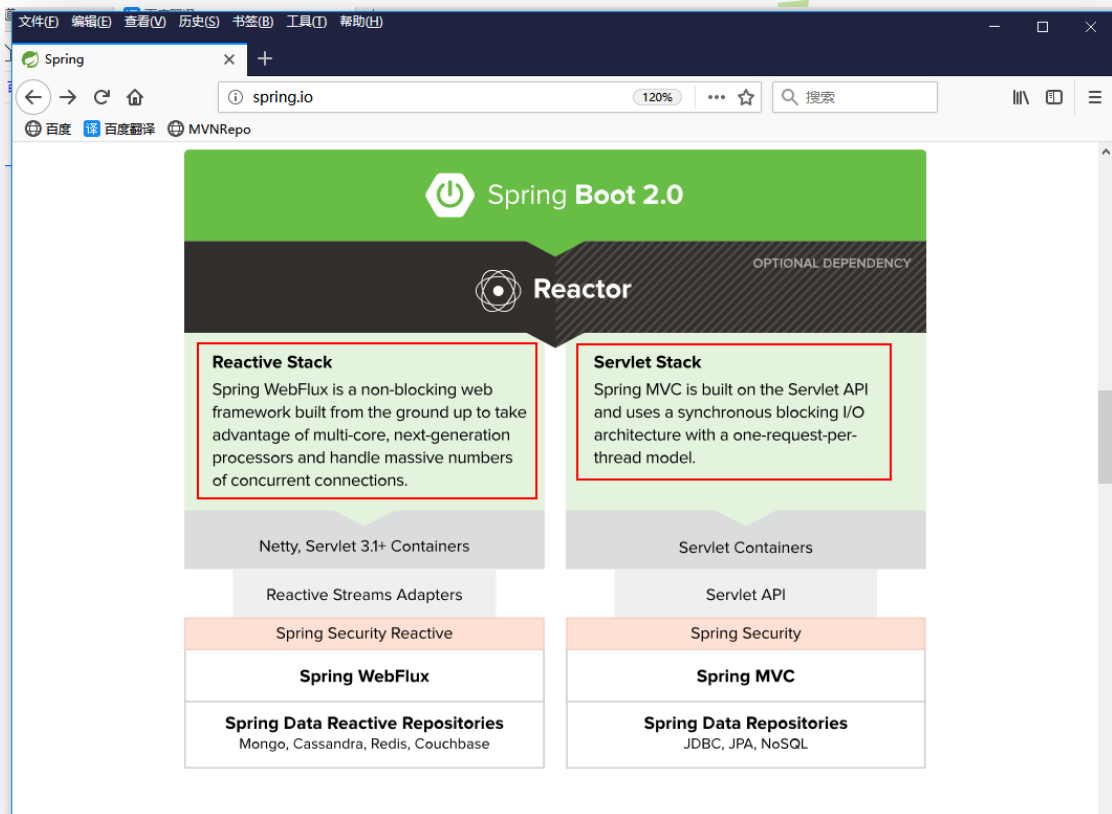 文件(F) 编辑(E) 查看(V) 历史(S) 书签(B) 工具(T) 帮助(H)
Spring
spring.io
120%
搜索
百度 译 百度翻译 MVNRepo
Spring Boot 2.0
OPTIONAL DEPENDENCY
Reactor
Reactive Stack
Spring WebFlux is a non-blocking web
framework built from the ground up to take
advantage of multi-core, next-generation
processors and handle massive numbers
of concurrent connections.
Servlet Stack
Spring MVC is built on the Servlet API
and uses a synchronous blocking I/O
architecture with a one-request-per-
thread model.
Netty, Servlet 3.1+ Containers
Servlet Containers
Reactive Streams Adapters
Servlet API
Spring Security Reactive
Spring Security
Spring WebFlux
Spring MVC
Spring Data Reactive Repositories
Mongo, Cassandra, Redis, Couchbase
Spring Data Repositories
JDBC, JPA, NoSQL